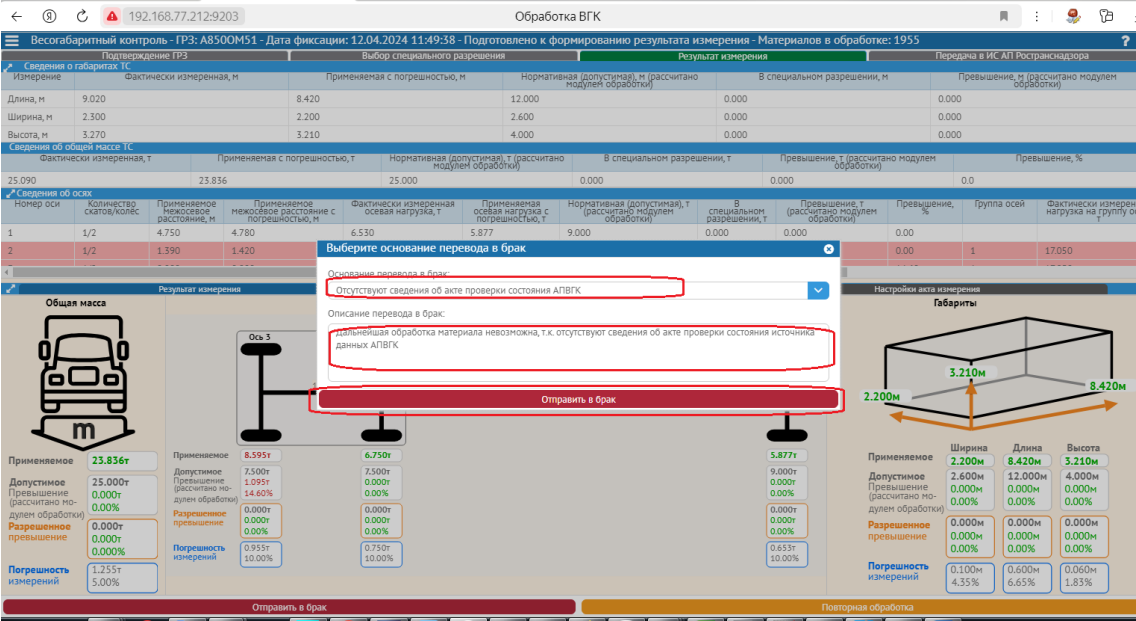 192.168.77.212:9203
Обработка ВГК
Весогабаритный контроль - ГРЗ: А850ОМ51 - Дата фиксации: 12.04.2024 11:49:38 - Подготовлено к формированию результата измерения - Материалов в обработке: 1955 ?
Подтверждение ГРЗ Выбор специального разрешения Результат измерения Передача в ИС АП Ространснадзора
Сведения о габаритах ТС
Измерение Фактически измеренная, м Применяемая с погрешностью, м Нормативная (допустимая), м (рассчитано модулем обработки) В специальном разрешении, м Превышение, м (рассчитано модулем обработки)
Длина, м 9.020 8.420 12.000 0.000 0.000
Ширина, м 2.300 2.200 2.600 0.000 0.000
Высота, м 3.270 3.210 4.000 0.000 0.000
Сведения об общей массе ТС
Фактически измеренная, т Применяемая с погрешностью, т Нормативная (допустимая), т (рассчитано модулем обработки) В специальном разрешении, т Превышение, т (рассчитано модулем обработки) Превышение, %
25.090 23.836 25.000 0.000 0.000 0.0
Сведения об осях
Номер оси Количество скатов/колёс Применяемое межосевое расстояние, м Применяемое межосевое расстояние с погрешностью, м Фактически измеренная осевая нагрузка, т Применяемая осевая нагрузка с погрешностью, т Нормативная (допустимая), т (рассчитано модулем обработки) В специальном разрешении, т Превышение, т (рассчитано модулем обработки) Превышение, % Группа осей Фактически измерен нагрузка на группу о
1 1/2 4.750 4.780 6.530 5.877 9.000 0.000 0.000 0.00
2 1/2 1.390 1.420 0.00 1 17.050
Выберите основание перевода в брак
Основание перевода в брак:
Отсутствуют сведения об акте проверки состояния АПВГК
Описание перевода в брак:
Дальнейшая обработка материала невозможна, т.к. отсутствуют сведения об акте проверки состояния источника
данных АПВГК
Отправить в брак
Результат измерения Настройки акта измерения
Общая масса
Ось 3
m
Применяемое 23.836т
Допустимое 25.000т
Превышение 0.000т
(рассчитано мо- 0.00%
дулем обработки)
Разрешенное 0.000т
превышение 0.000т
0.000%
Погрешность 1.255т
измерений 5.00%
Применяемое 8.595т 6.750т 5.877т
Допустимое 7.500т 7.500т 9.000т
Превышение 1.095т 0.000т 0.000т
(рассчитано мо- 14.60% 0.00% 0.00%
дулем обработки)
Разрешенное 0.000т 0.000т 0.000т
превышение 0.000т 0.000т 0.000т
0.00% 0.00% 0.00%
Погрешность 0.955т 0.750т 0.653т
измерений 10.00% 10.00% 10.00%
Габариты
3.210м
8.420м
2.200м
Ширина Длина Высота
Применяемое 2.200м 8.420м 3.210м
Допустимое 2.600м 12.000м 4.000м
Превышение 0.000м 0.000м 0.000м
(рассчитано мо- 0.00% 0.00% 0.00%
дулем обработки)
Разрешенное 0.000м 0.000м 0.000м
превышение 0.000м 0.000м 0.000м
0.00% 0.00% 0.00%
Погрешность 0.100м 0.600м 0.060м
измерений 4.35% 6.65% 1.83%
Отправить в брак Повторная обработка